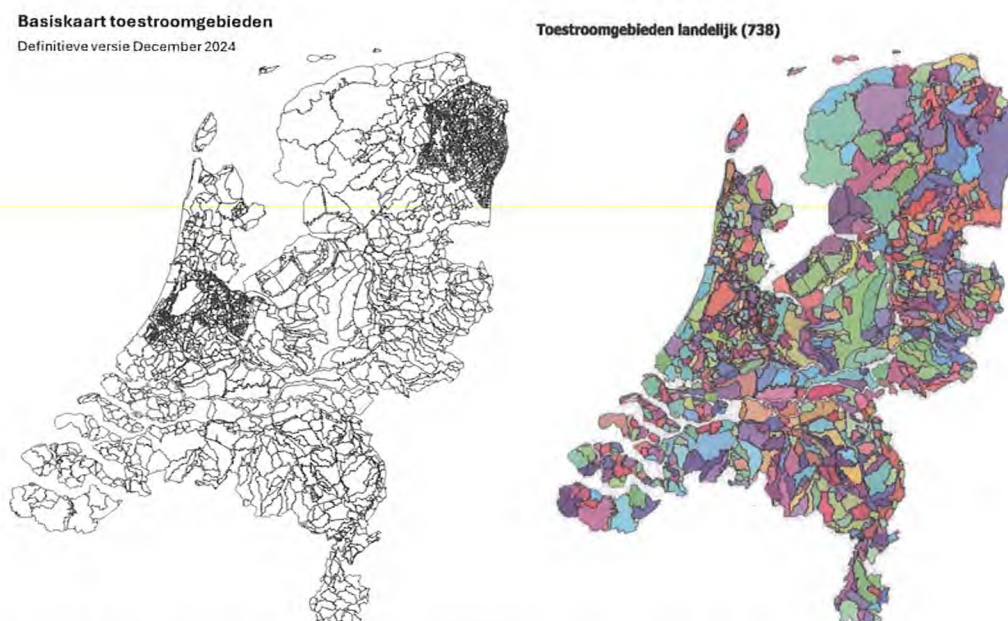 Basiskaart toestroomgebieden
Definitieve versie December 2024
Toestroomgebieden landelijk (738)